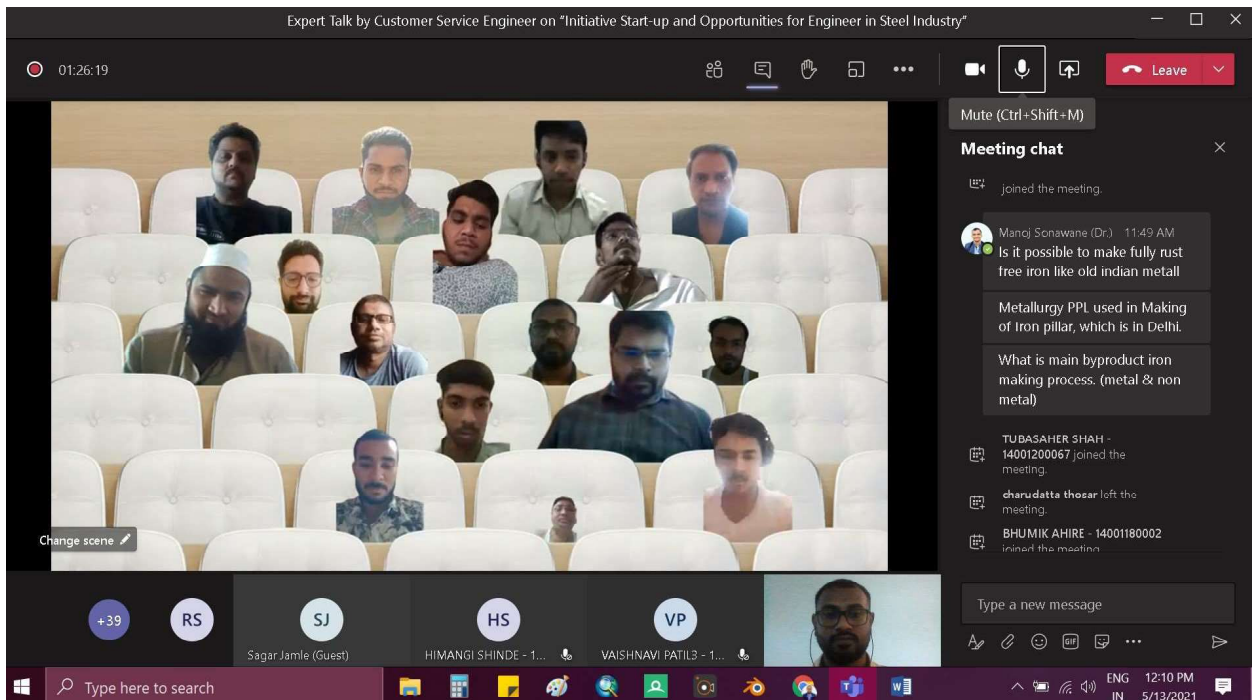 Expert Talk by Customer Service Engineer on "Initiative Start-up and Opportunities for Engineer in Steel Industry"
01:26:19
Leave
Mute (Ctrl+Shift+M)
Meeting chat
joined the meeting.
Manoj Sonawane (Dr.) 11:49 AM
Is it possible to make fully rust
free iron like old indian metall
Metallurgy PPL used in Making
of Iron pillar, which is in Delhi.
What is main byproduct iron
making process. (metal & non
metal)
TUBASAHER SHAH -
14001200067 joined the
meeting.
charudatta thosar left the
meeting.
BHUMIK AHIRE - 14001180002
joined the meeting
Change scene
+39
RS
SJ
HS
VP
Sagar Jamle (Guest)
HIMANGI SHINDE - 1...
VAISHNAVI PATIL3 - 1...
Type a new message
GIF
Type here to search
ENG
IN
12:10 PM
5/13/2021